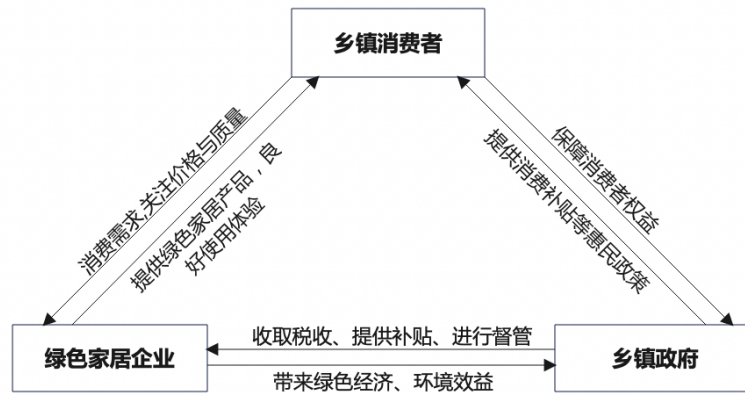 乡镇消费者
消费需求,关注价格与质量
提供绿色家居产品，良
好使用体验
保障消费者权益
提供消费补贴等惠民政策
绿色家居企业
收取税收、提供补贴、进行督管
带来绿色经济、环境效益
乡镇政府